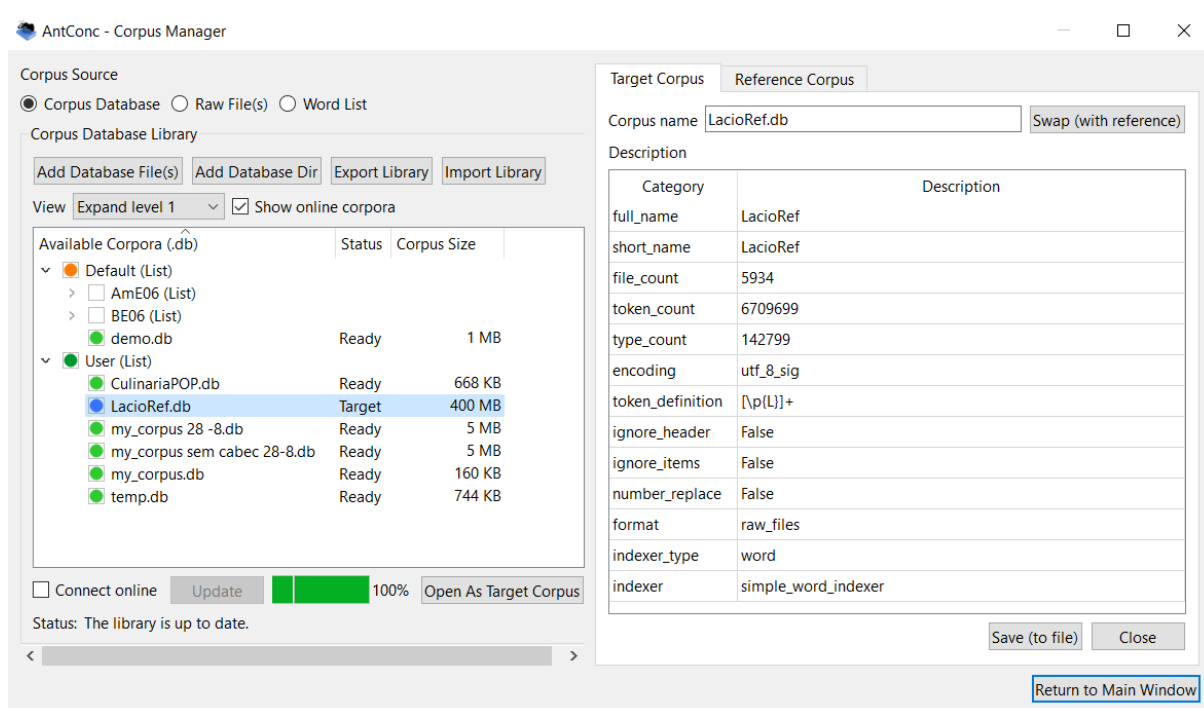 AntConc - Corpus Manager
Corpus Source
Corpus Database Raw File(s) Word List
Corpus Database Library
Add Database File(s) Add Database Dir Export Library Import Library
View Expand level 1 Show online corpora
Available Corpora (.db) Status Corpus Size
Default (List)
AmE06 (List)
BE06 (List)
demo.db Ready 1 MB
User (List)
CulinariaPOP.db Ready 668 KB
LacioRef.db Target 400 MB
my_corpus 28 -8.db Ready 5 MB
my_corpus sem cabec 28-8.db Ready 5 MB
my_corpus.db Ready 160 KB
temp.db Ready 744 KB
Connect online Update 100% Open As Target Corpus
Status: The library is up to date.
Target Corpus Reference Corpus
Corpus name LacioRef.db Swap (with reference)
Description
Category Description
full_name LacioRef
short_name LacioRef
file_count 5934
token_count 6709699
type_count 142799
encoding utf_8_sig
token_definition [\p{L}]+
ignore_header False
ignore_items False
number_replace False
format raw_files
indexer_type word
indexer simple_word_indexer
Save (to file) Close
Return to Main Window